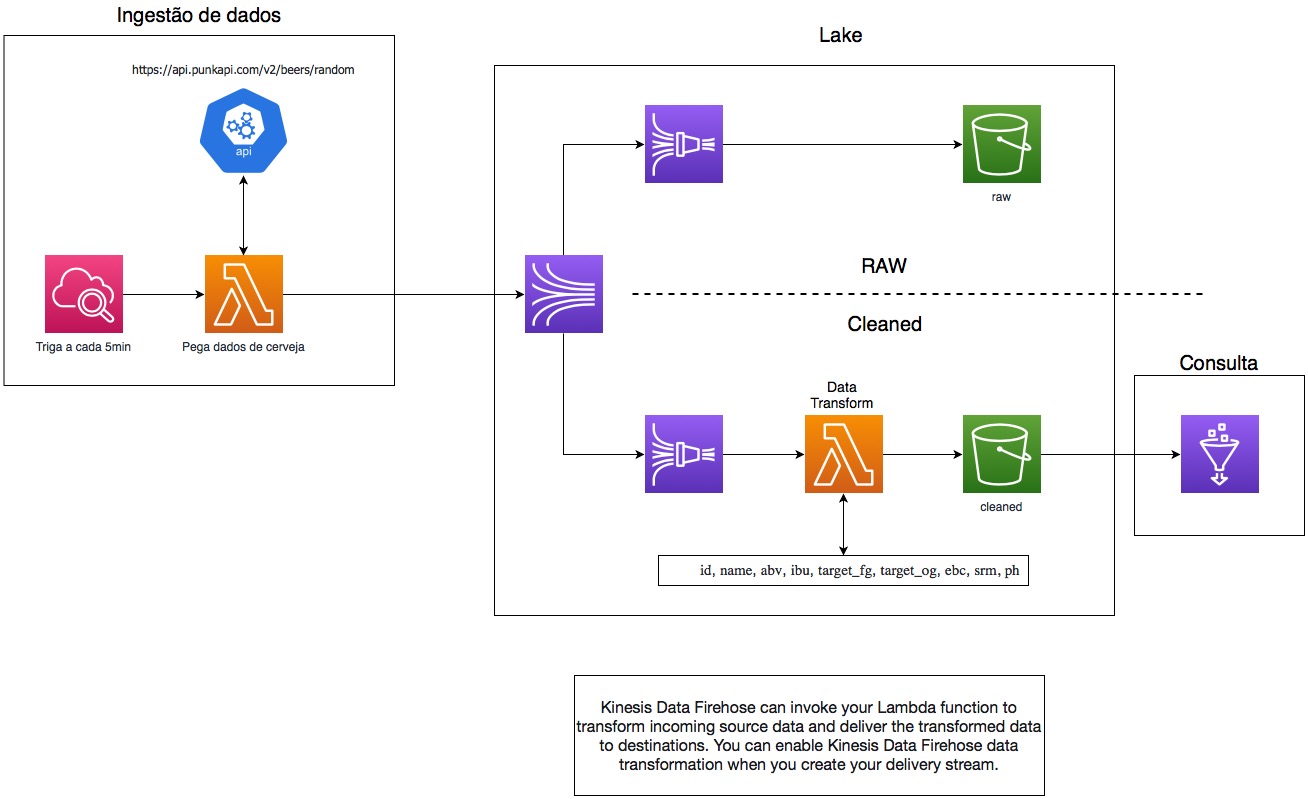 Ingestão de dados
https://api.punkapi.com/v2/beers/random
api
Triga a cada 5min
Pega dados de cerveja
Lake
raw
RAW
Cleaned
Data
Transform
cleaned
id, name, abv, ibu, target_fg, target_og, ebc, srm, ph
Consulta
Kinesis Data Firehose can invoke your Lambda function to
transform incoming source data and deliver the transformed data
to destinations. You can enable Kinesis Data Firehose data
transformation when you create your delivery stream.